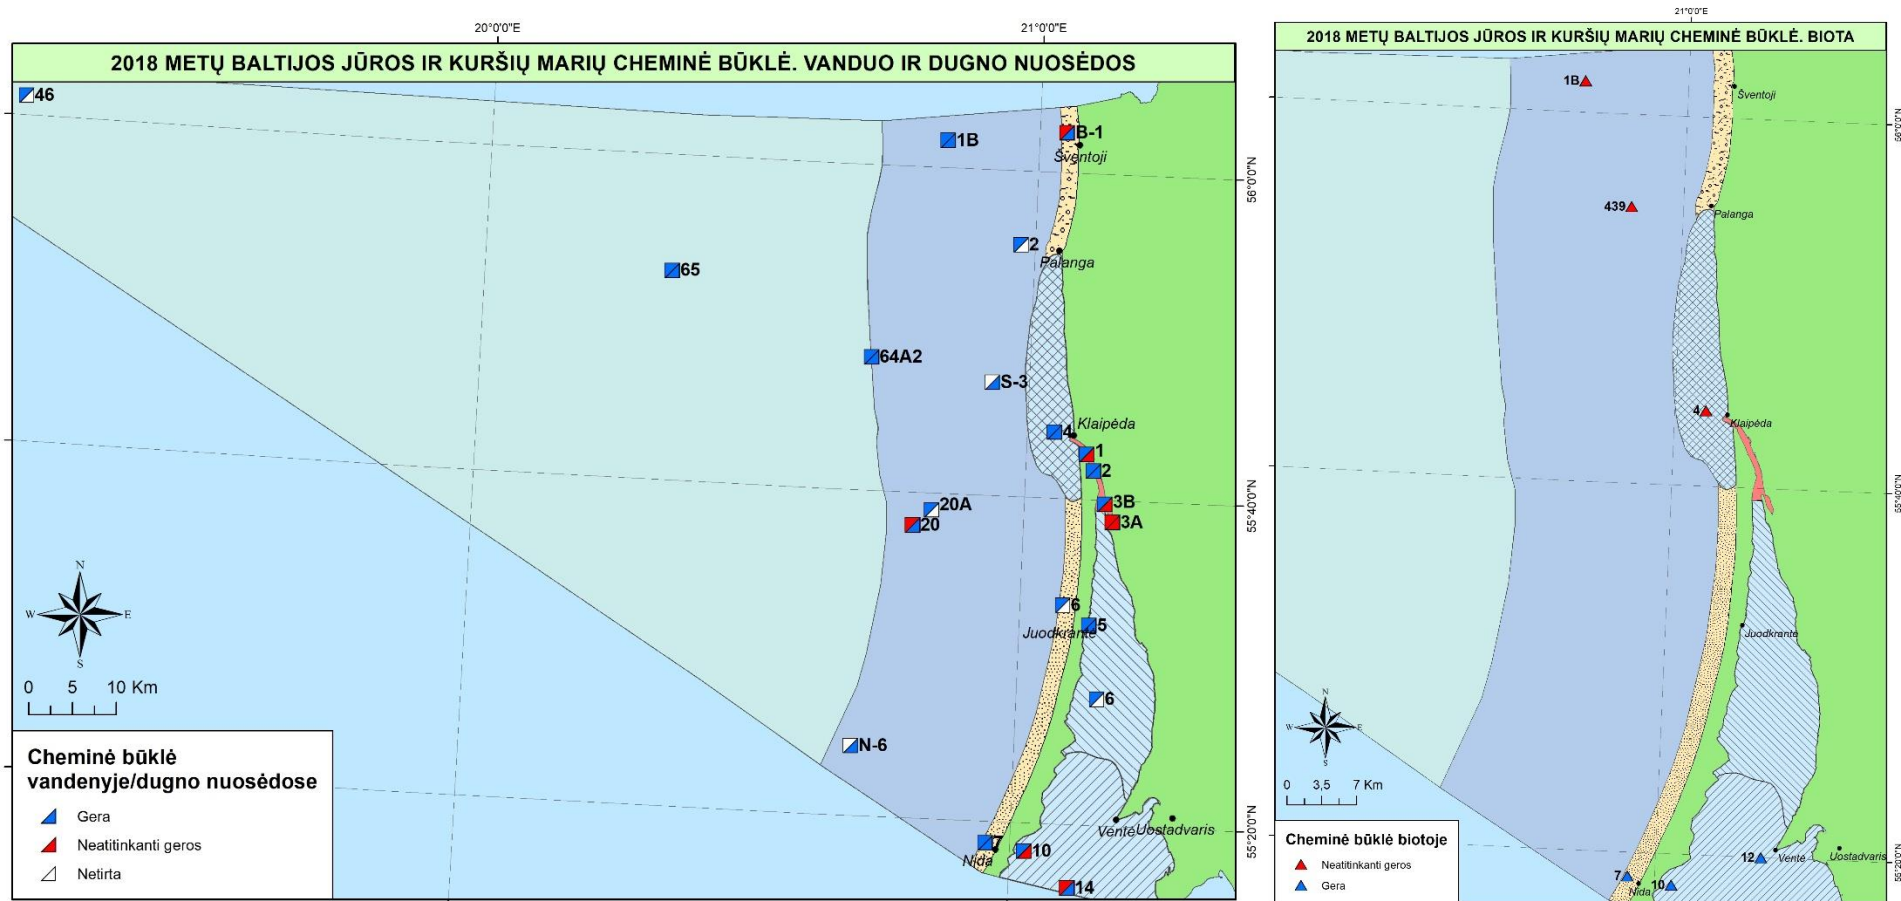 20°0'0"E
21°0'0"E
2018 METŲ BALTIJOS JŪROS IR KURŠIŲ MARIŲ CHEMINĖ BŪKLĖ. VANDUO IR DUGNO NUOSĖDOS
46
1B
B-1
Šventoji
56°0'0"N
2
Palanga
65
64A2
S-3
Klaipėda
4
1
2
20A
3B
55°40'0"N
20
3A
6
Juodkrantė
5
6
N-6
N
W
E
S
0 5 10 Km
Cheminė būklė
vandenyje/dugno nuosėdose
Gera
Neatitinkanti geros
Netirta
Ventė
Uostadvaris
55°20'0"N
7
Nida
10
14
21°0'0"E
2018 METŲ BALTIJOS JŪROS IR KURŠIŲ MARIŲ CHEMINĖ BŪKLĖ. BIOTA
1B
Šventoji
56°0'0"N
439
Palanga
4
Klaipėda
55°40'0"N
Juodkrantė
N
W
E
S
0 3,5 7 Km
Cheminė būklė biotoje
Neatitinkanti geros
Gera
12
Ventė
Uostadvaris
55°20'0"N
7
Nida
10